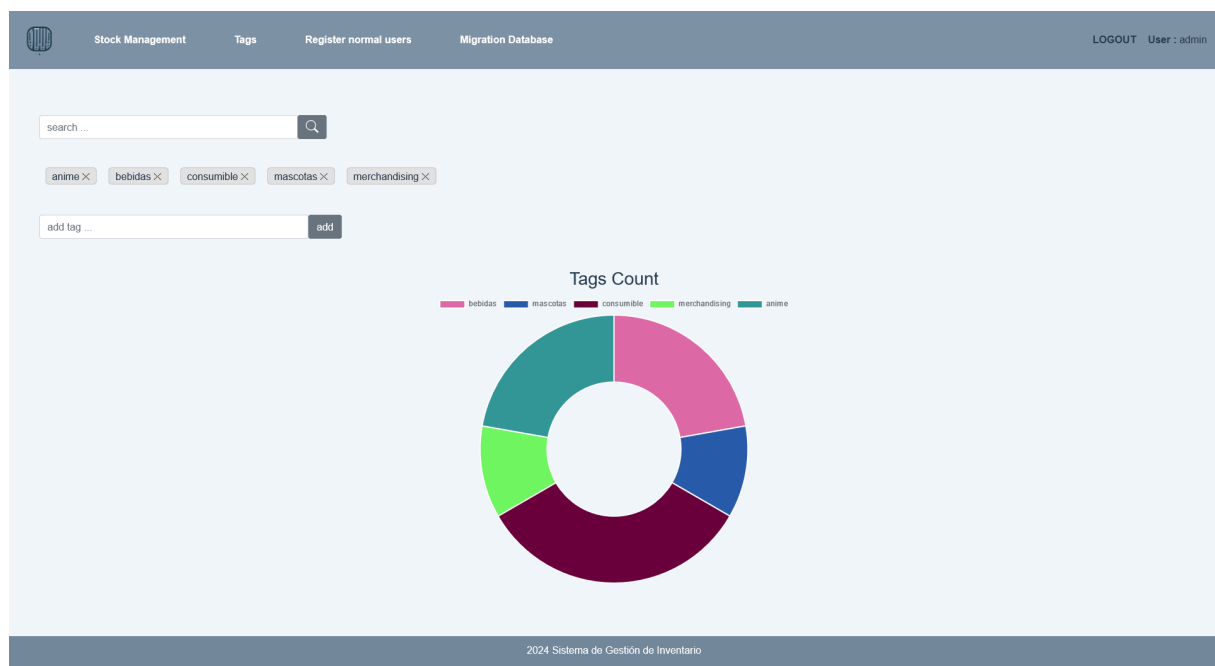 Stock Management Tags Register normal users Migration Database LOGOUT User : admin
search ...
anime bebidas consumible mascotas merchandising
add tag ... add
Tags Count
bebidas mascotas consumible merchandising anime
2024 Sistema de Gestión de Inventario